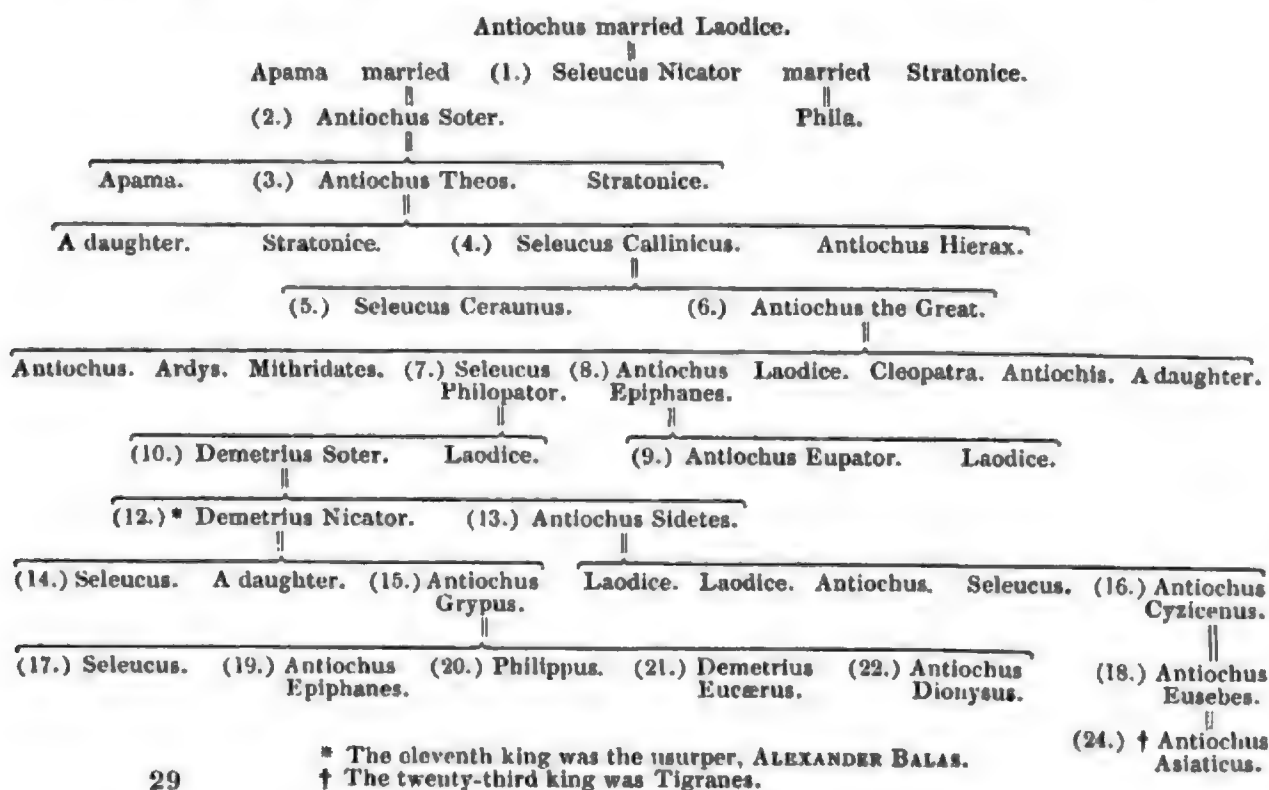 Antiochus married Laodice.
Apama married (1.) Seleucus Nicator married Stratonice.
(2.) Antiochus Soter. Phila.
Apama. (3.) Antiochus Theos. Stratonice.
A daughter. Stratonice. (4.) Seleucus Callinicus. Antiochus Hierax.
(5.) Seleucus Ceraunus. (6.) Antiochus the Great.
Antiochus. Ardys. Mithridates. (7.) Seleucus (8.) Antiochus Laodice. Cleopatra. Antiochis. A daughter.
Philopator. Epiphanes.
(10.) Demetrius Soter. Laodice. (9.) Antiochus Eupator. Laodice.
(12.)* Demetrius Nicator. (13.) Antiochus Sidetes.
(14.) Seleucus. A daughter. (15.) Antiochus Laodice. Laodice. Antiochus. Seleucus. (16.) Antiochus
Grypus. Cyzicenus.
(17.) Seleucus. (19.) Antiochus (20.) Philippus. (21.) Demetrius (22.) Antiochus (18.) Antiochus
Epiphanes. Eucærus. Dionysus. Eusebes.
(24.) † Antiochus
Asiaticus.
* The eleventh king was the usurper, ALEXANDER BALAS.
29 † The twenty-third king was Tigranes.